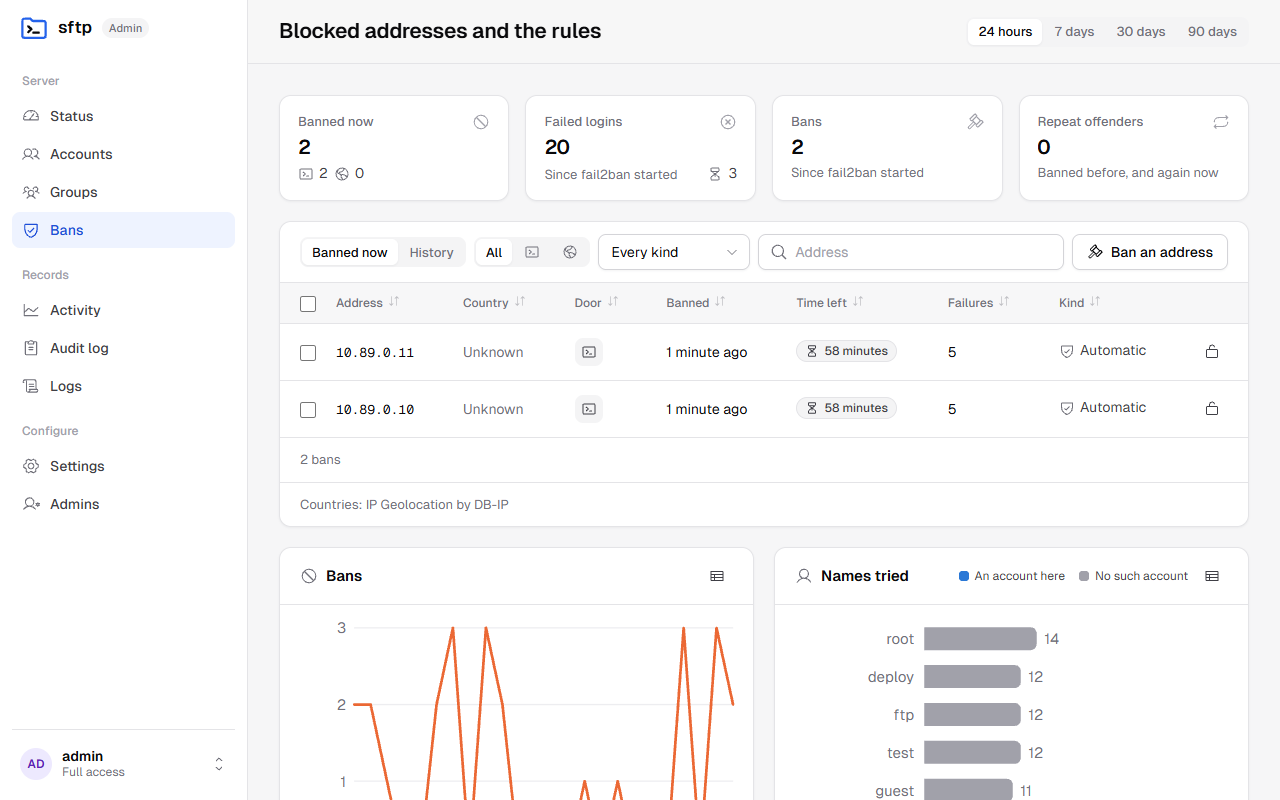 sftp Admin
Server
Status
Accounts
Groups
Bans
Records
Activity
Audit log
Logs
Configure
Settings
Admins
AD
admin
Full access
Blocked addresses and the rules
24 hours 7 days 30 days 90 days
Banned now
2
2 0
Failed logins
20
Since fail2ban started 3
Bans
2
Since fail2ban started
Repeat offenders
0
Banned before, and again now
Banned now History All Every kind Address Ban an address
Address Country Door Banned Time left Failures Kind
10.89.0.11 Unknown 1 minute ago 58 minutes 5 Automatic
10.89.0.10 Unknown 1 minute ago 58 minutes 5 Automatic
2 bans
Countries: IP Geolocation by DB-IP
Bans
3
2
1
Names tried An account here No such account
root 14
deploy 12
ftp 12
test 12
guest 11